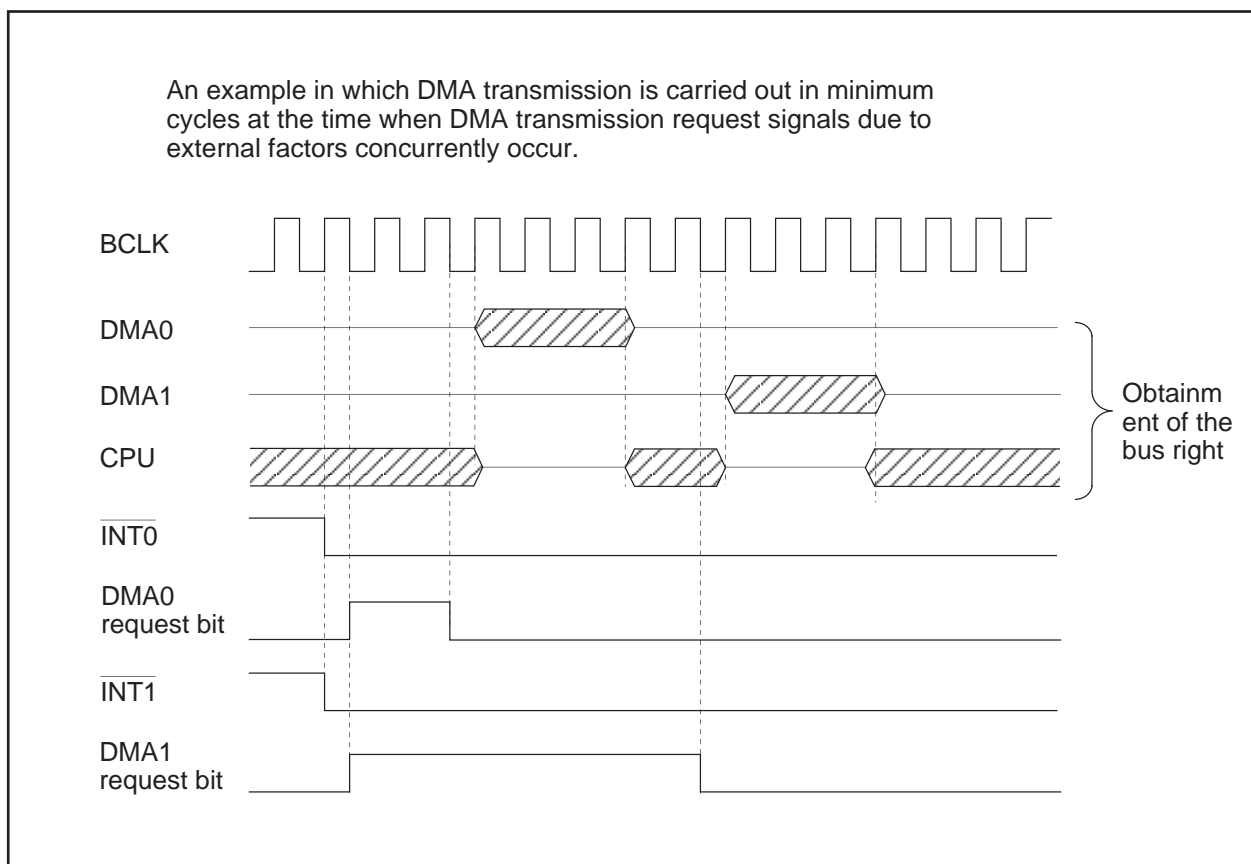 An example in which DMA transmission is carried out in minimum
cycles at the time when DMA transmission request signals due to
external factors concurrently occur.
BCLK
DMA0
DMA1
CPU
Obtainm
ent of the
bus right
INT0
DMA0
request bit
INT1
DMA1
request bit